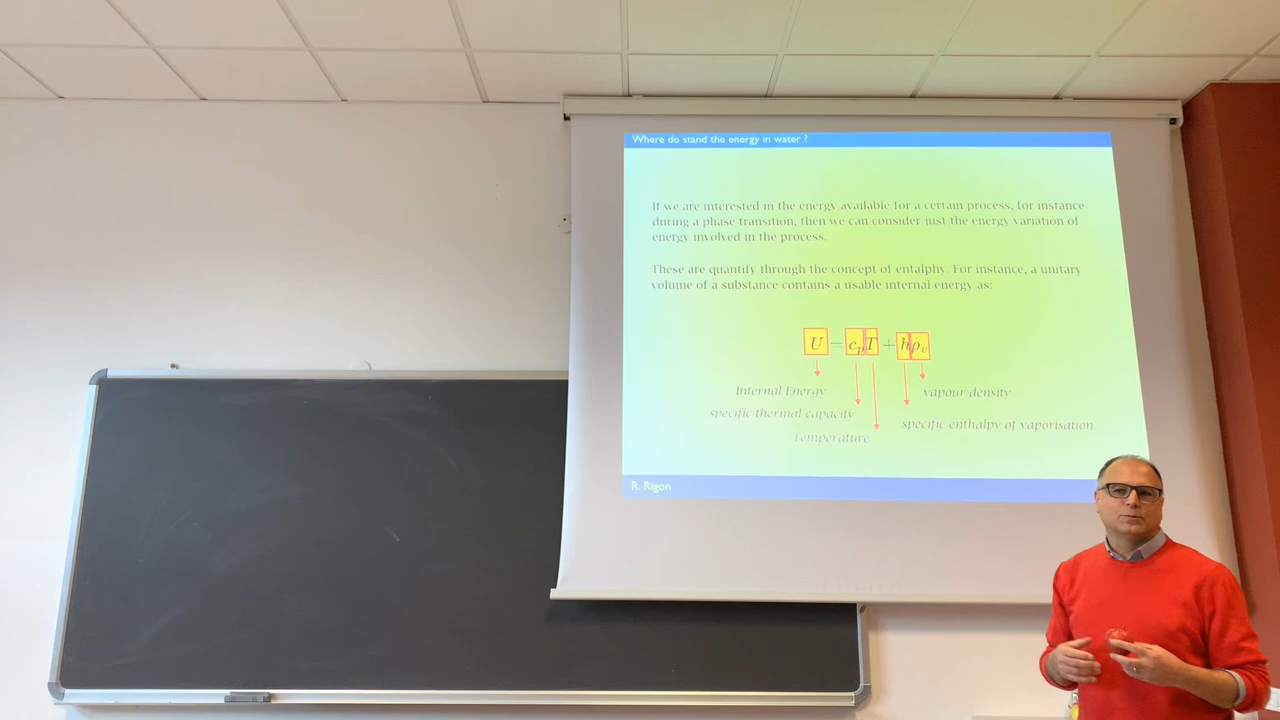 Where do stand the energy in water ?
If we are interested in the energy available for a certain process, for instance
during a phase transition, then we can consider just the energy variation of
energy involved in the process.
These are quantify through the concept of entalphy. For instance, a unitary
volume of a substance contains a usable internal energy as:
U = c_p T + h ρ_v
Internal Energy
vapour density
specific thermal capacity
specific enthalpy of vaporisation
Temperature
R. Rigon